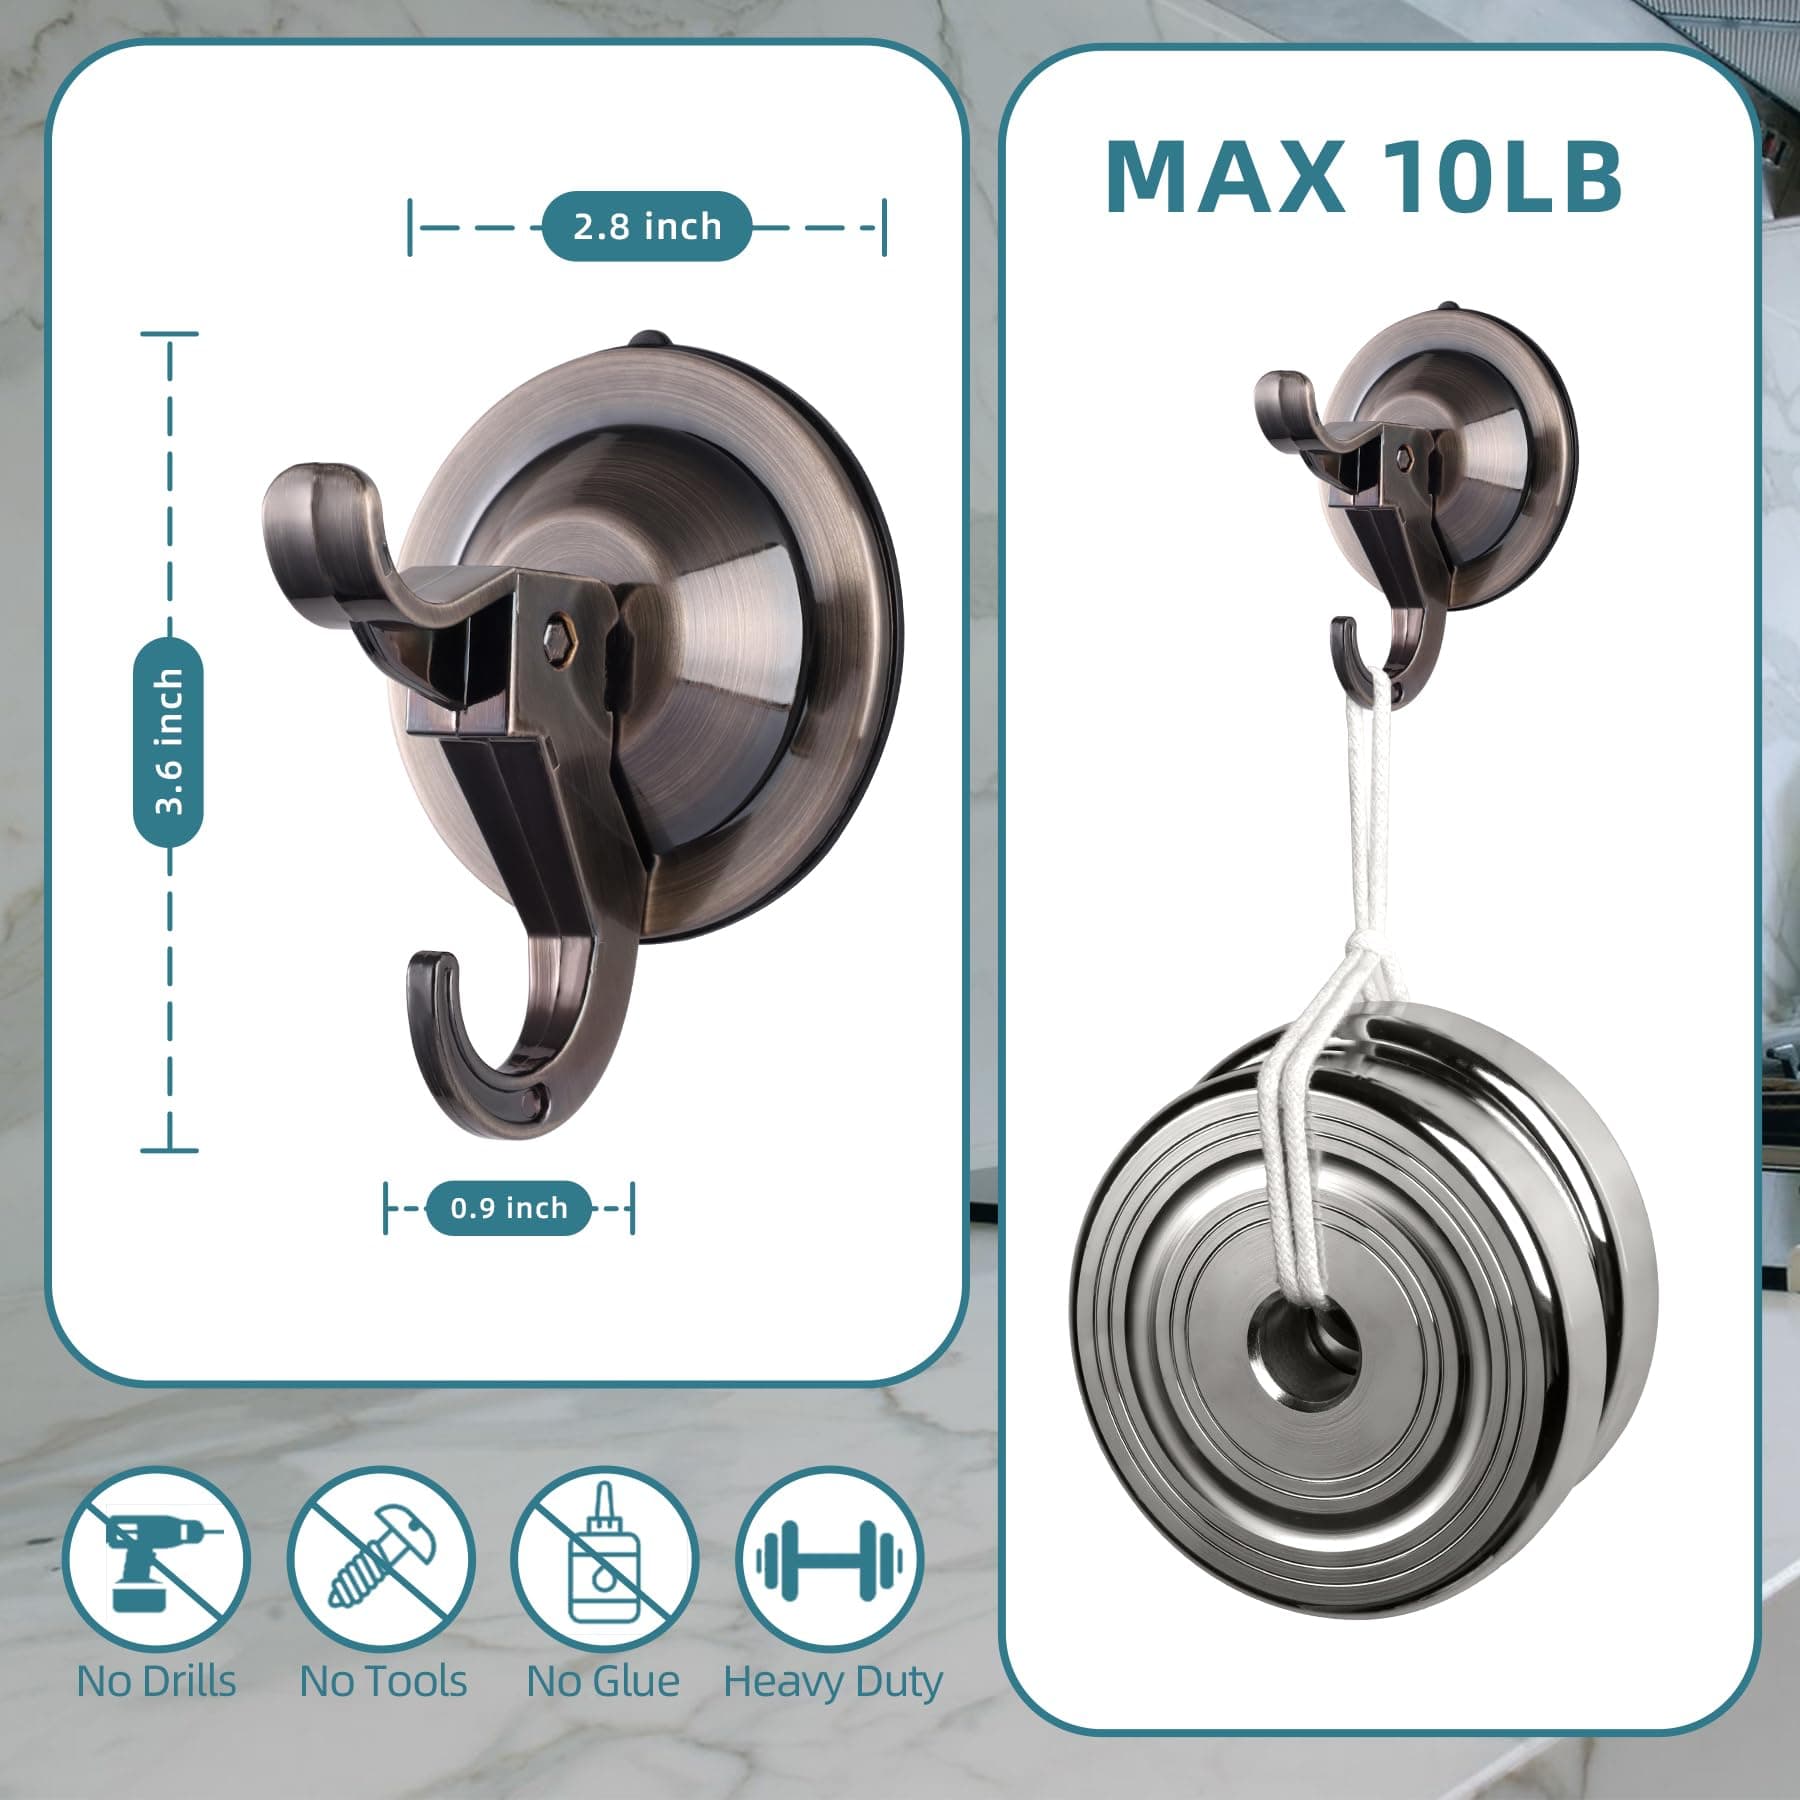 2.8 inch
3.6 inch
0.9 inch
MAX 10LB
No Drills
No Tools
No Glue
Heavy Duty